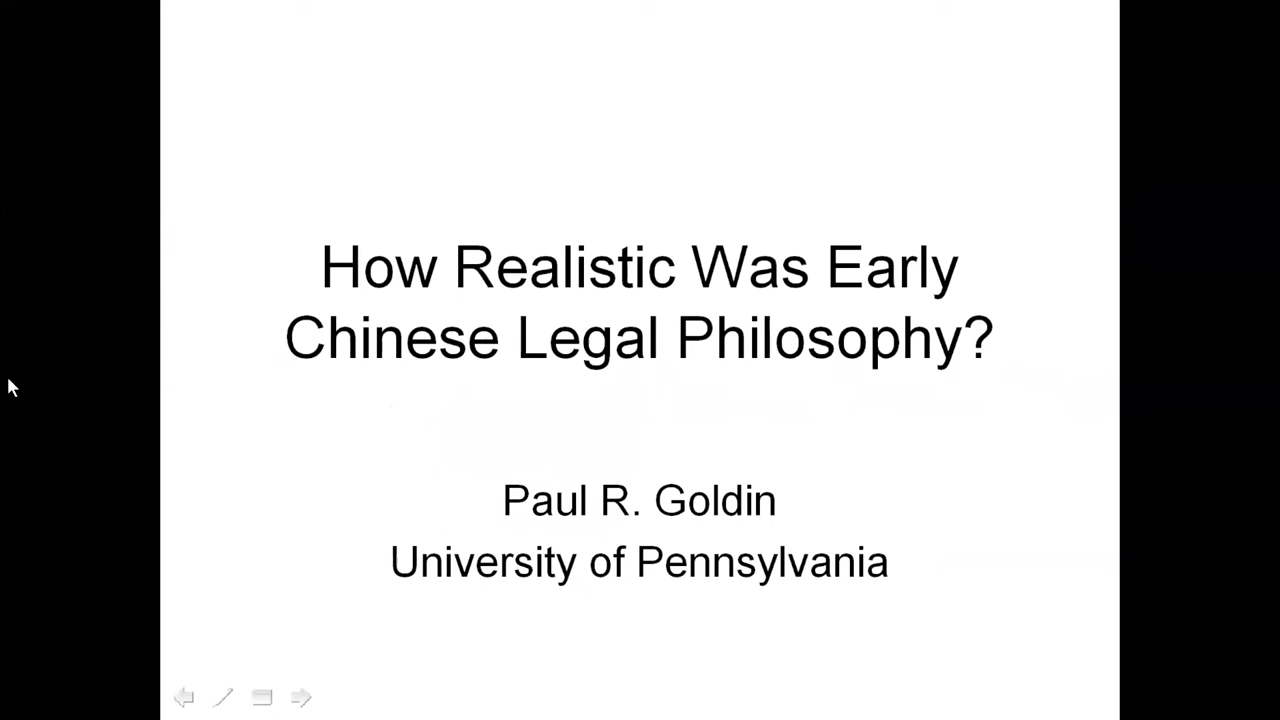 How Realistic Was Early
Chinese Legal Philosophy?
Paul R. Goldin
University of Pennsylvania